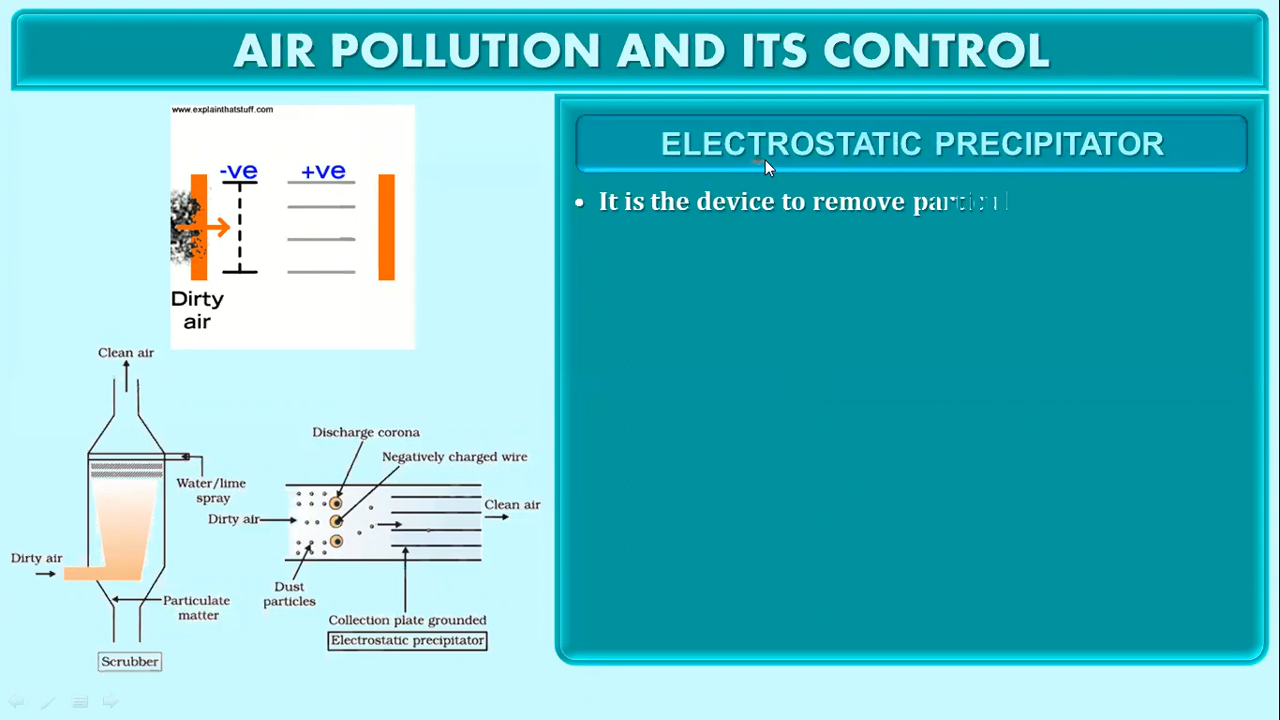 AIR POLLUTION AND ITS CONTROL
www.explainthatstuff.com
-ve +ve
Dirty
air
ELECTROSTATIC PRECIPITATOR
• It is the device to remove particul
Clean air
Water/lime
spray
Dirty air
Particulate
matter
Scrubber
Discharge corona
Negatively charged wire
Clean air
Dirty air
Dust
particles
Collection plate grounded
Electrostatic precipitator